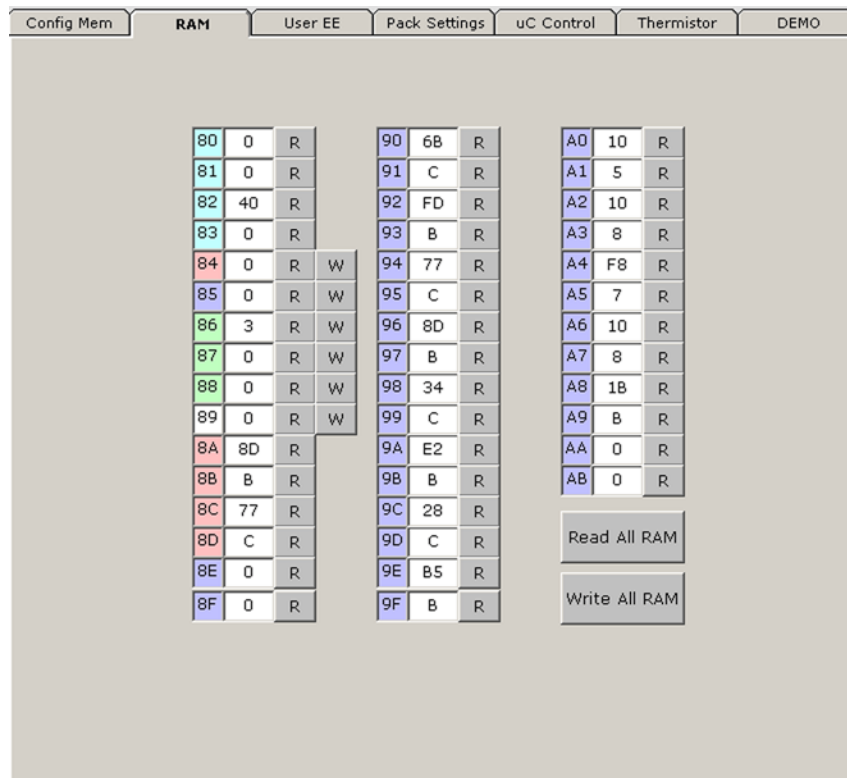 Config Mem RAM User EE Pack Settings uC Control Thermistor DEMO
80 0 R 90 6B R A0 10 R
81 0 R 91 C R A1 5 R
82 40 R 92 FD R A2 10 R
83 0 R 93 B R A3 8 R
84 0 R W 94 77 R A4 F8 R
85 0 R W 95 C R A5 7 R
86 3 R W 96 8D R A6 10 R
87 0 R W 97 B R A7 8 R
88 0 R W 98 34 R A8 1B R
89 0 R W 99 C R A9 B R
8A 8D R 9A E2 R AA 0 R
8B B R 9B B R AB 0 R
8C 77 R 9C 28 R
8D C R 9D C R Read All RAM
8E 0 R 9E B5 R
8F 0 R 9F B R Write All RAM